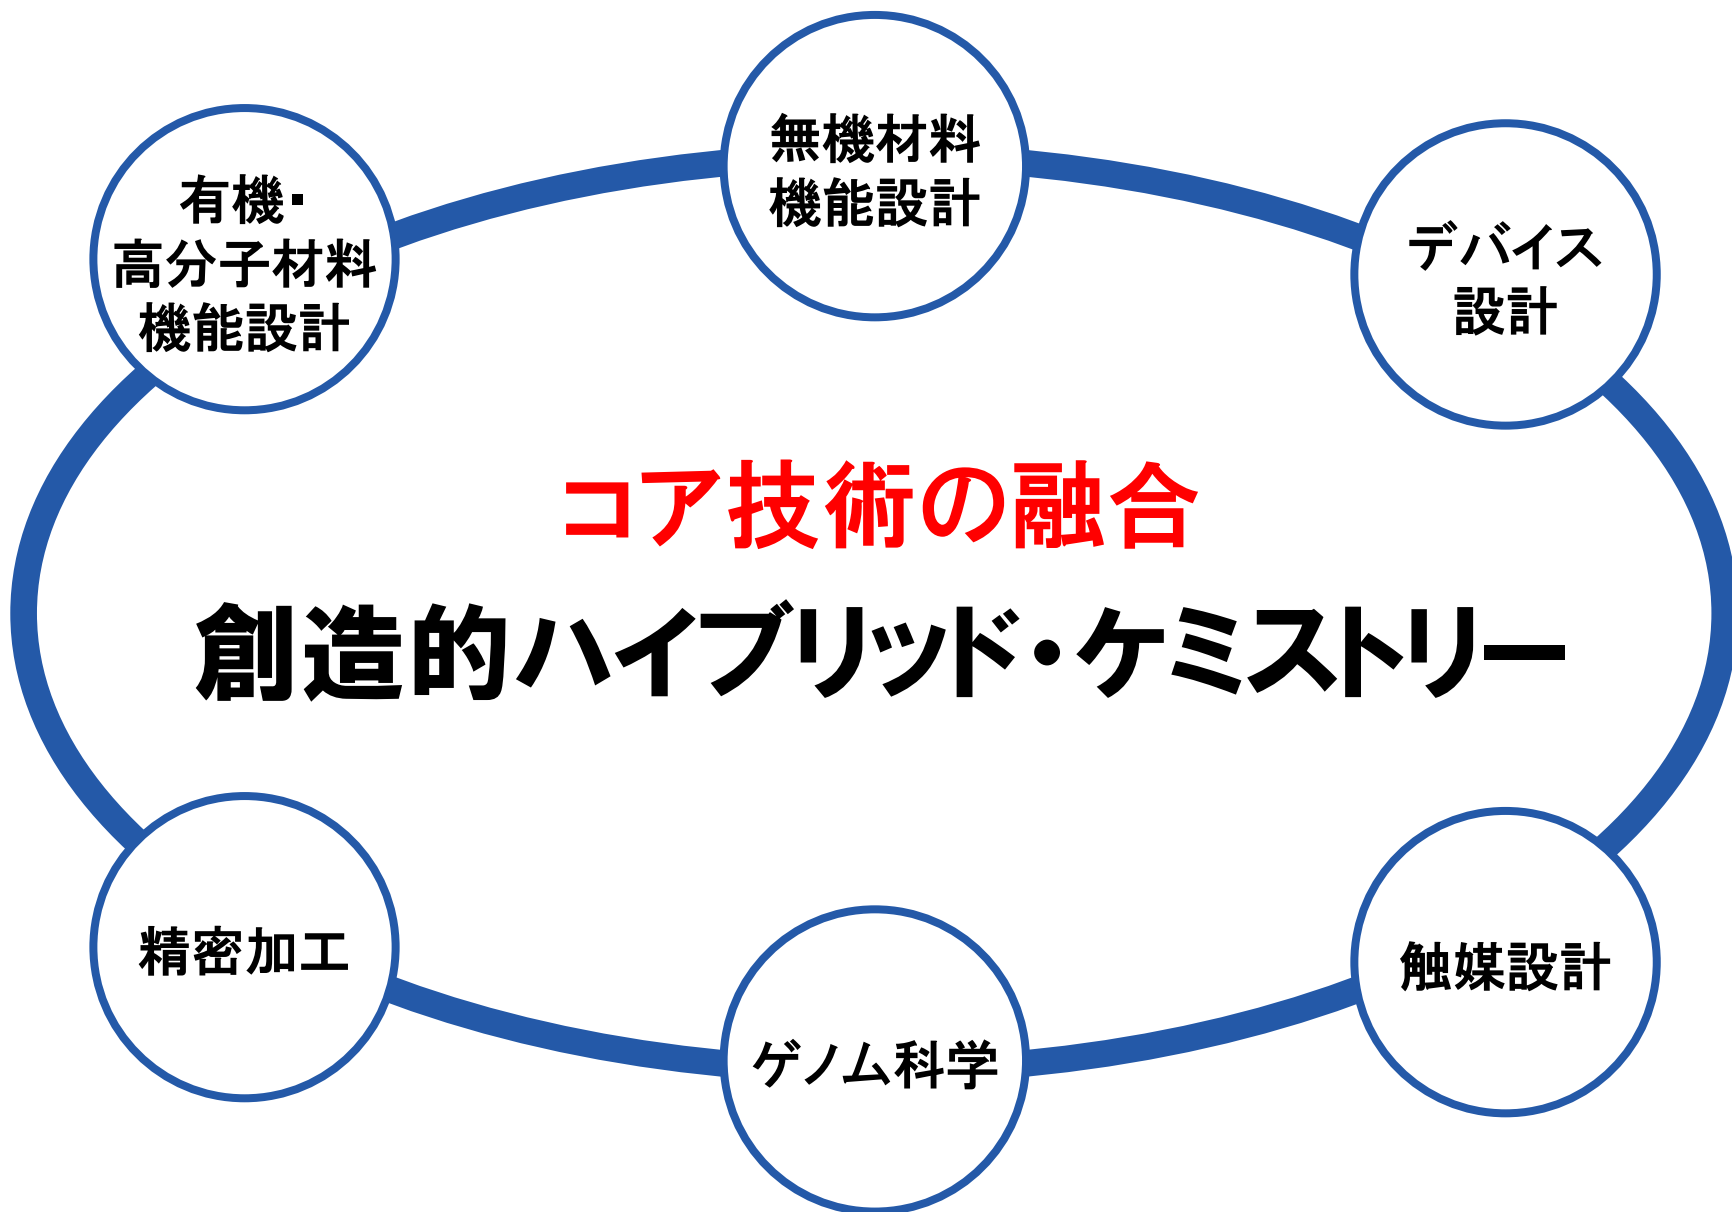 無機材料
機能設計
有機・
高分子材料
機能設計
デバイス
設計
コア技術の融合
創造的ハイブリッド・ケミストリー
精密加工
触媒設計
ゲノム科学